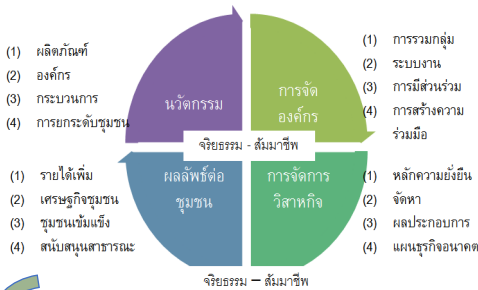 (1) ผลิตภัณฑ์
(2) องค์กร
(3) กระบวนการ
(4) การยกระดับชุมชน
นวัตกรรม
การจัด
องค์กร
(1) การรวมกลุ่ม
(2) ระบบงาน
(3) การมีส่วนร่วม
(4) การสร้างความ
ร่วมมือ
จริยธรรม - สัมมาชีพ
(1) รายได้เพิ่ม
(2) เศรษฐกิจชุมชน
(3) ชุมชนเข้มแข็ง
(4) สนับสนุนสาธารณะ
ผลลัพธ์ต่อ
ชุมชน
การจัดการ
วิสาหกิจ
(1) หลักความยั่งยืน
(2) จัดหา
(3) ผลประกอบการ
(4) แผนธุรกิจอนาคต
จริยธรรม – สัมมาชีพ